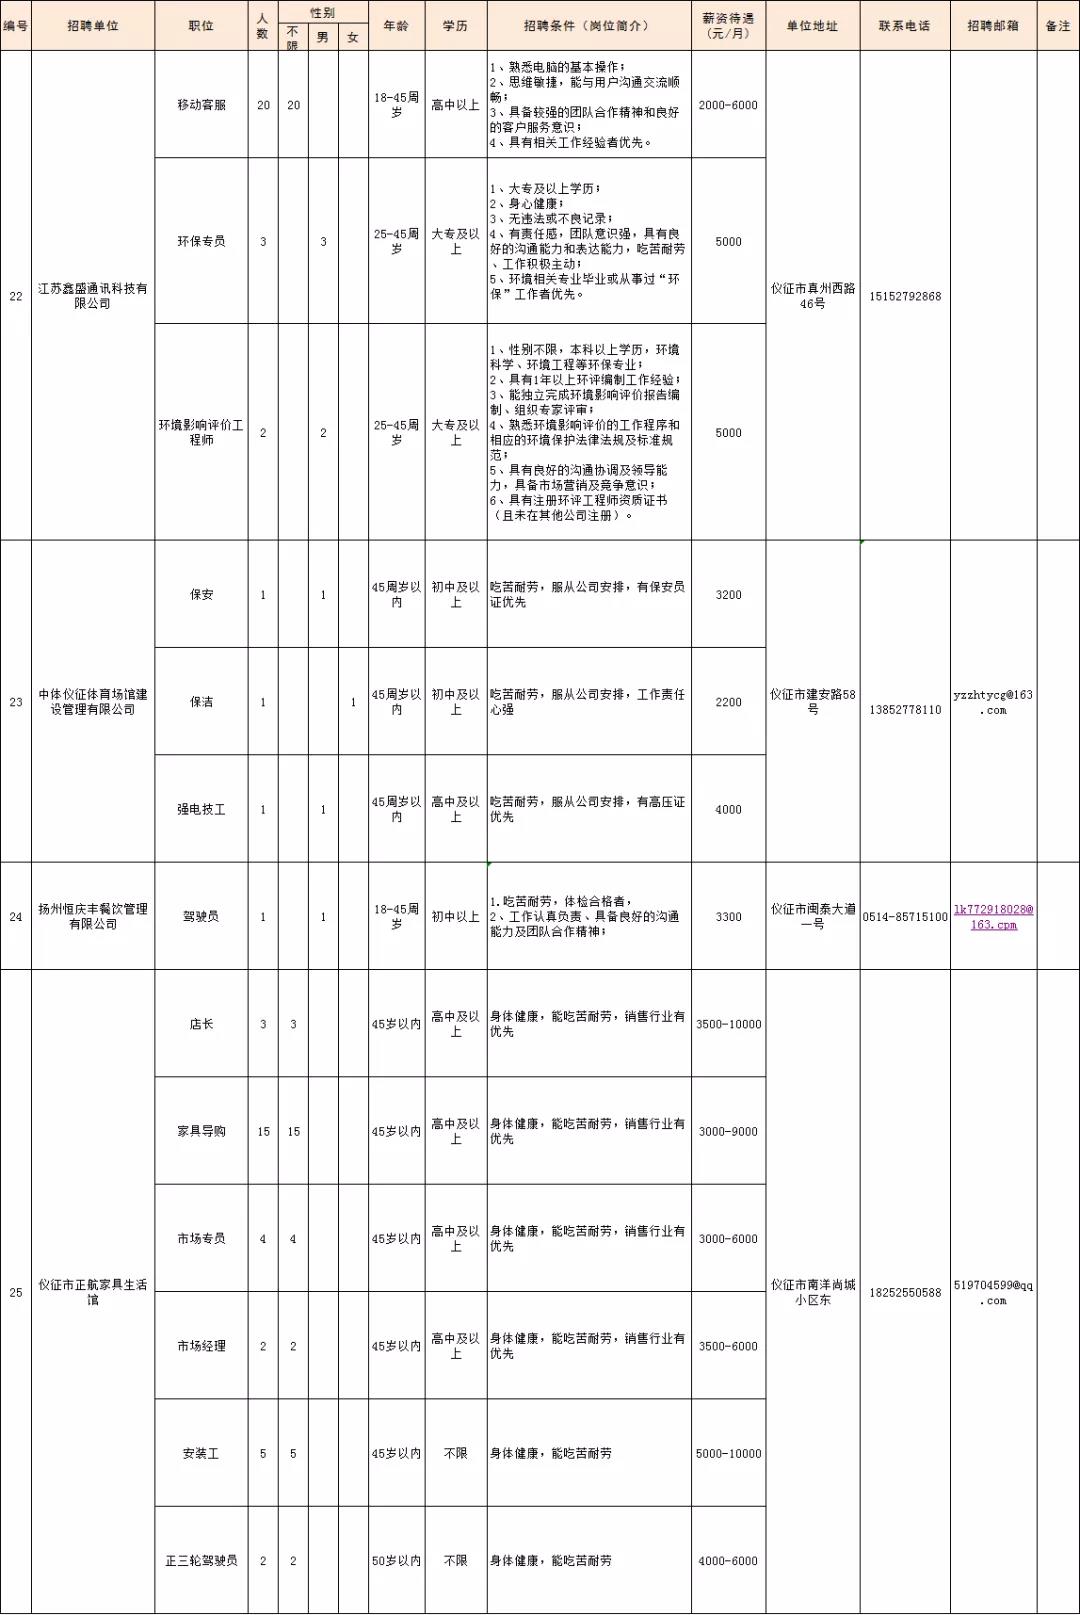 编号 招聘单位 职位 人数 性别 年龄 学历 招聘条件（岗位简介） 薪资待遇（元/月） 单位地址 联系电话 招聘邮箱 备注
不限 男 女
22
江苏鑫盛通讯科技有
限公司
移动客服
20
20
18-45周
岁
高中以上
1、熟悉电脑的基本操作；
2、思维敏捷，能与用户沟通交流顺
畅；
3、具备较强的团队合作精神和良好
的客户服务意识；
4、具有相关工作经验者优先。
2000-6000
仪征市真州西路
46号
15152792868
环保专员
3
3
25-45周
岁
大专及以
上
1、大专及以上学历；
2、身心健康；
3、无违法或不良记录；
4、有责任感，团队意识强，具有良
好的沟通能力和表达能力，吃苦耐劳
、工作积极主动；
5、环境相关专业毕业或从事过“环
保”工作者优先。
5000
环境影响评价工
程师
2
2
25-45周
岁
大专及以
上
1、性别不限，本科以上学历，环境
科学、环境工程等环保专业；
2、具有1年以上环评编制工作经验；
3、能独立完成环境影响评价报告编
制、组织专家评审；
4、熟悉环境影响评价的工作程序和
相应的环境保护法律法规及标准规
范；
5、具有良好的沟通协调及领导能
力，具备市场营销及竞争意识；
6、具有注册环评工程师资质证书
（且未在其他公司注册）。
5000
23
中体仪征体育场馆建
设管理有限公司
保安
1
1
45周岁以
内
初中及以
上
吃苦耐劳，服从公司安排，有保安员
证优先
3200
仪征市建安路58
号
13852778110
yzzhtycg@163
.com
保洁
1
1
45周岁以
内
初中及以
上
吃苦耐劳，服从公司安排，工作责任
心强
2200
强电技工
1
1
45周岁以
内
高中及以
上
吃苦耐劳，服从公司安排，有高压证
优先
4000
24
扬州恒庆丰餐饮管理
有限公司
驾驶员
1
1
18-45周
岁
初中以上
1.吃苦耐劳，体检合格者，
2、工作认真负责、具备良好的沟通
能力及团队合作精神；
3300
仪征市闽泰大道
一号
0514-85715100
lk772918028@
163.cpm
25
仪征市正航家具生活
馆
店长
3
3
45岁以内
高中及以
上
身体健康，能吃苦耐劳，销售行业有
优先
3500-10000
仪征市南洋尚城
小区东
18252550588
519704599@qq
.com
家具导购
15
15
45岁以内
高中及以
上
身体健康，能吃苦耐劳，销售行业有
优先
3000-9000
市场专员
4
4
45岁以内
高中及以
上
身体健康，能吃苦耐劳，销售行业有
优先
3000-6000
市场经理
2
2
45岁以内
高中及以
上
身体健康，能吃苦耐劳，销售行业有
优先
3500-6000
安装工
5
5
45岁以内
不限
身体健康，能吃苦耐劳
5000-10000
正三轮驾驶员
2
2
50岁以内
不限
身体健康，能吃苦耐劳
4000-6000